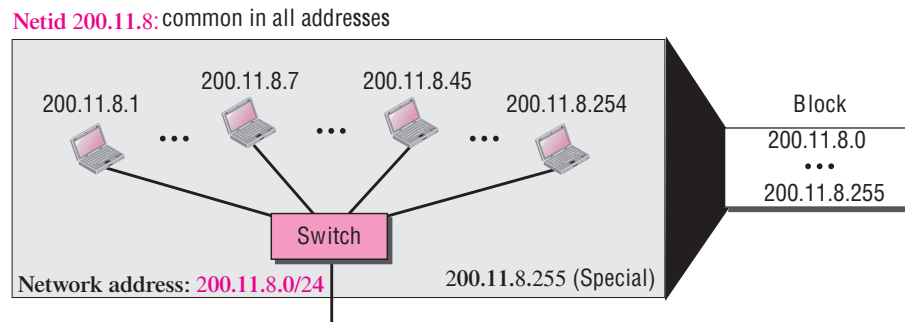 Netid 200.11.8: common in all addresses
200.11.8.1
200.11.8.7
200.11.8.45
200.11.8.254
Switch
Network address: 200.11.8.0/24
200.11.8.255 (Special)
Block
200.11.8.0
200.11.8.255